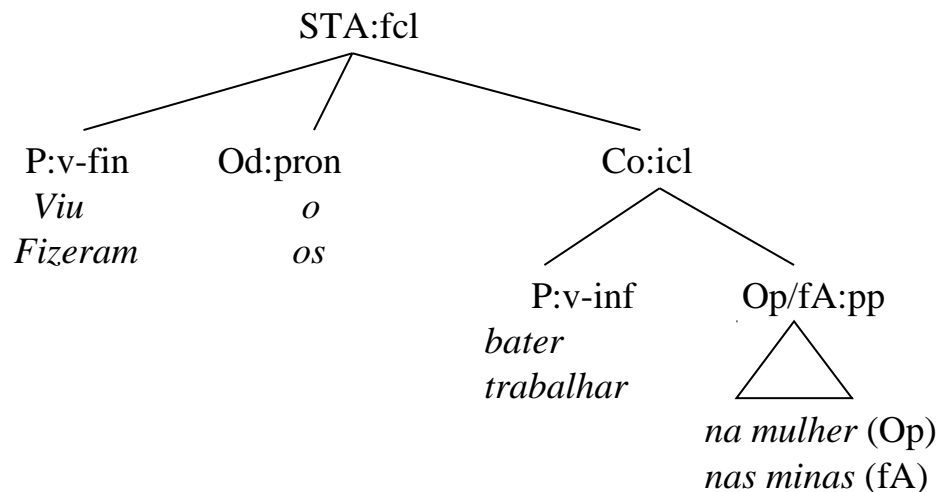 STA:fcl
P:v-fin Od:pron Co:icl
Viu o
Fizeram os
P:v-inf Op/fA:pp
bater
trabalhar
na mulher (Op)
nas minas (fA)